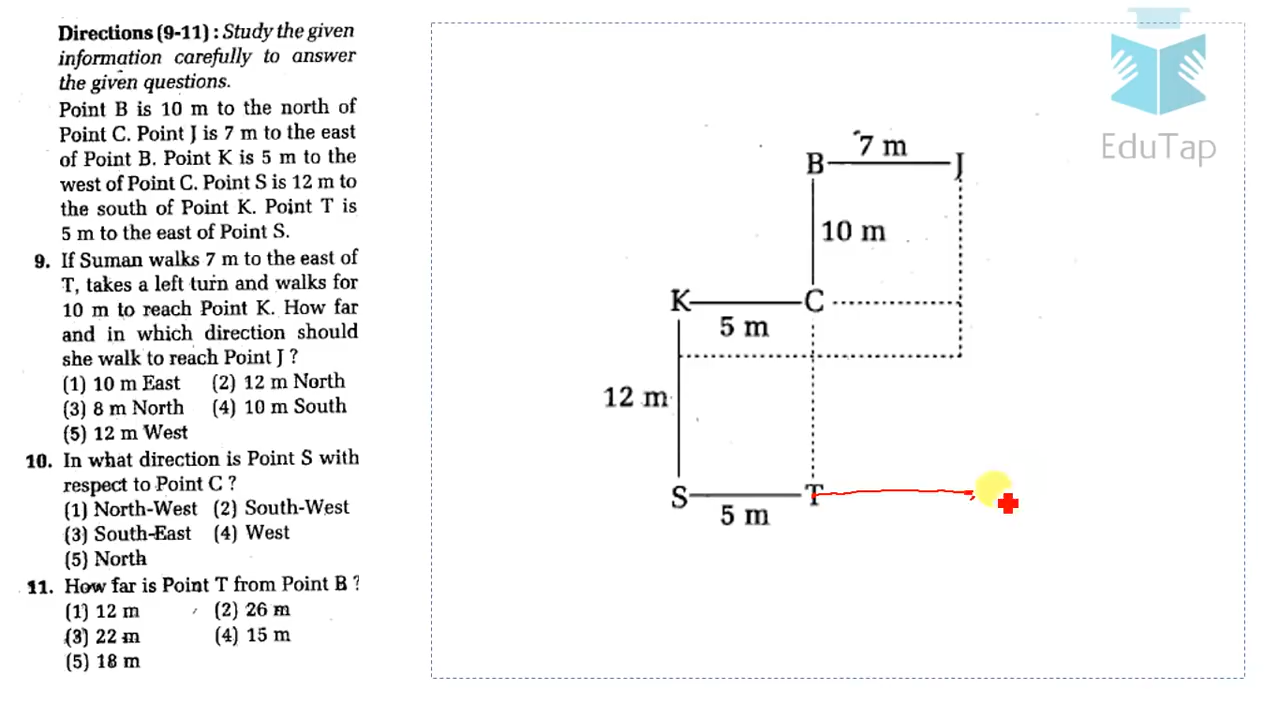 Directions (9-11) : Study the given
information carefully to answer
the given questions.
Point B is 10 m to the north of
Point C. Point J is 7 m to the east
of Point B. Point K is 5 m to the
west of Point C. Point S is 12 m to
the south of Point K. Point T is
5 m to the east of Point S.
9. If Suman walks 7 m to the east of
T, takes a left turn and walks for
10 m to reach Point K. How far
and in which direction should
she walk to reach Point J ?
(1) 10 m East (2) 12 m North
(3) 8 m North (4) 10 m South
(5) 12 m West
10. In what direction is Point S with
respect to Point C ?
(1) North-West (2) South-West
(3) South-East (4) West
(5) North
11. How far is Point T from Point B ?
(1) 12 m (2) 26 m
(3) 22 m (4) 15 m
(5) 18 m
7 m
B J
10 m
K C
5 m
12 m
S T
5 m
EduTap